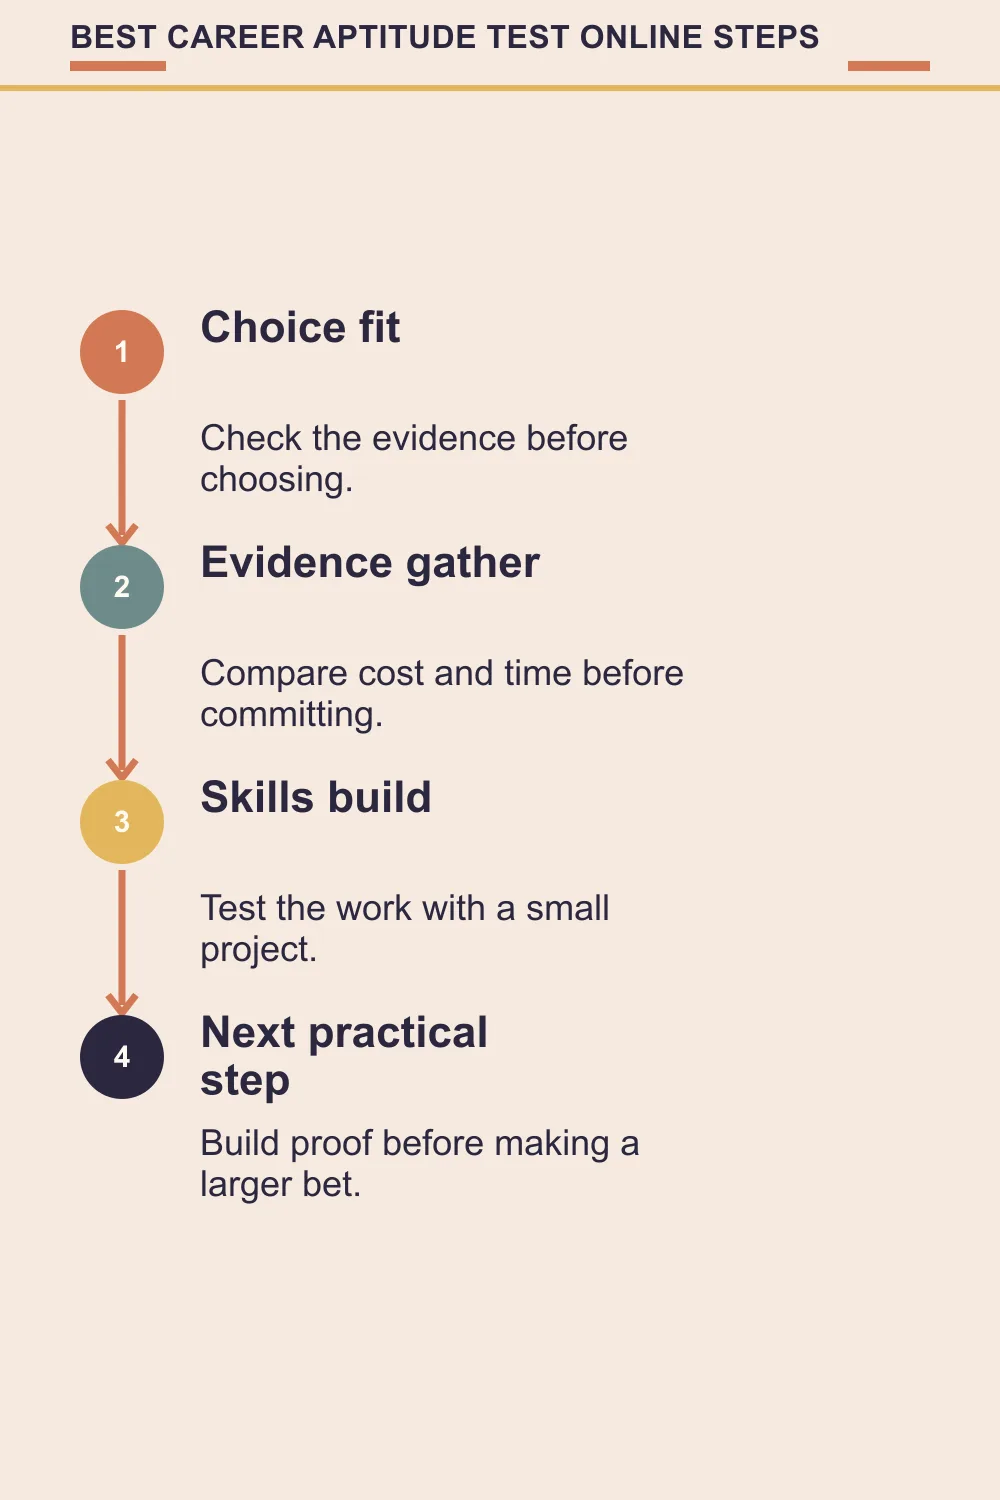 BEST CAREER APTITUDE TEST ONLINE STEPS
1
Choice fit
Check the evidence before
choosing.
2
Evidence gather
Compare cost and time before
committing.
3
Skills build
Test the work with a small
project.
4
Next practical
step
Build proof before making a
larger bet.